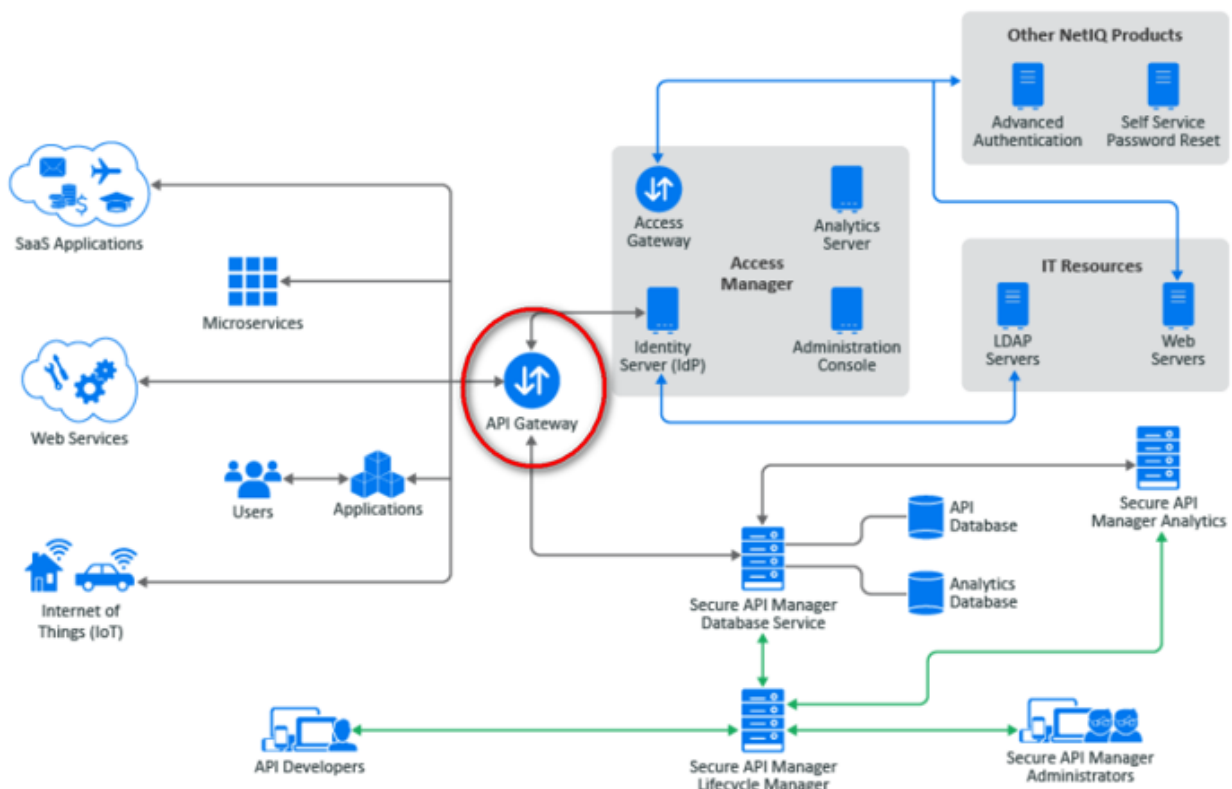 Other NetIQ Products
Advanced
Authentication
Self Service
Password Reset
SaaS Applications
Access
Gateway
Analytics
Server
Access
Manager
IT Resources
Microservices
Identity
Server (IdP)
Administration
Console
LDAP
Servers
Web
Servers
API Gateway
Web Services
Users
Applications
Secure API
Manager Analytics
API
Database
Analytics
Database
Internet of
Things (IoT)
Secure API Manager
Database Service
API Developers
Secure API Manager
Lifecycle Manager
Secure API Manager
Administrators
$